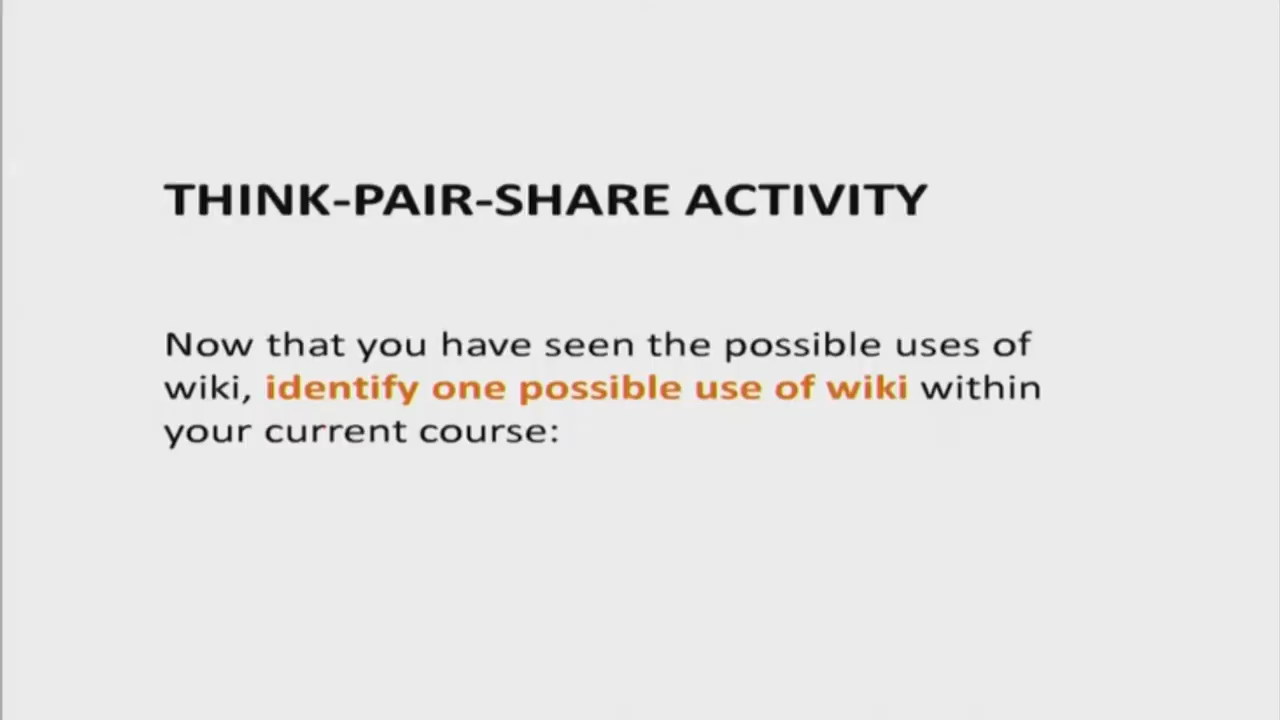 THINK-PAIR-SHARE ACTIVITY
Now that you have seen the possible uses of
wiki, identify one possible use of wiki within
your current course: